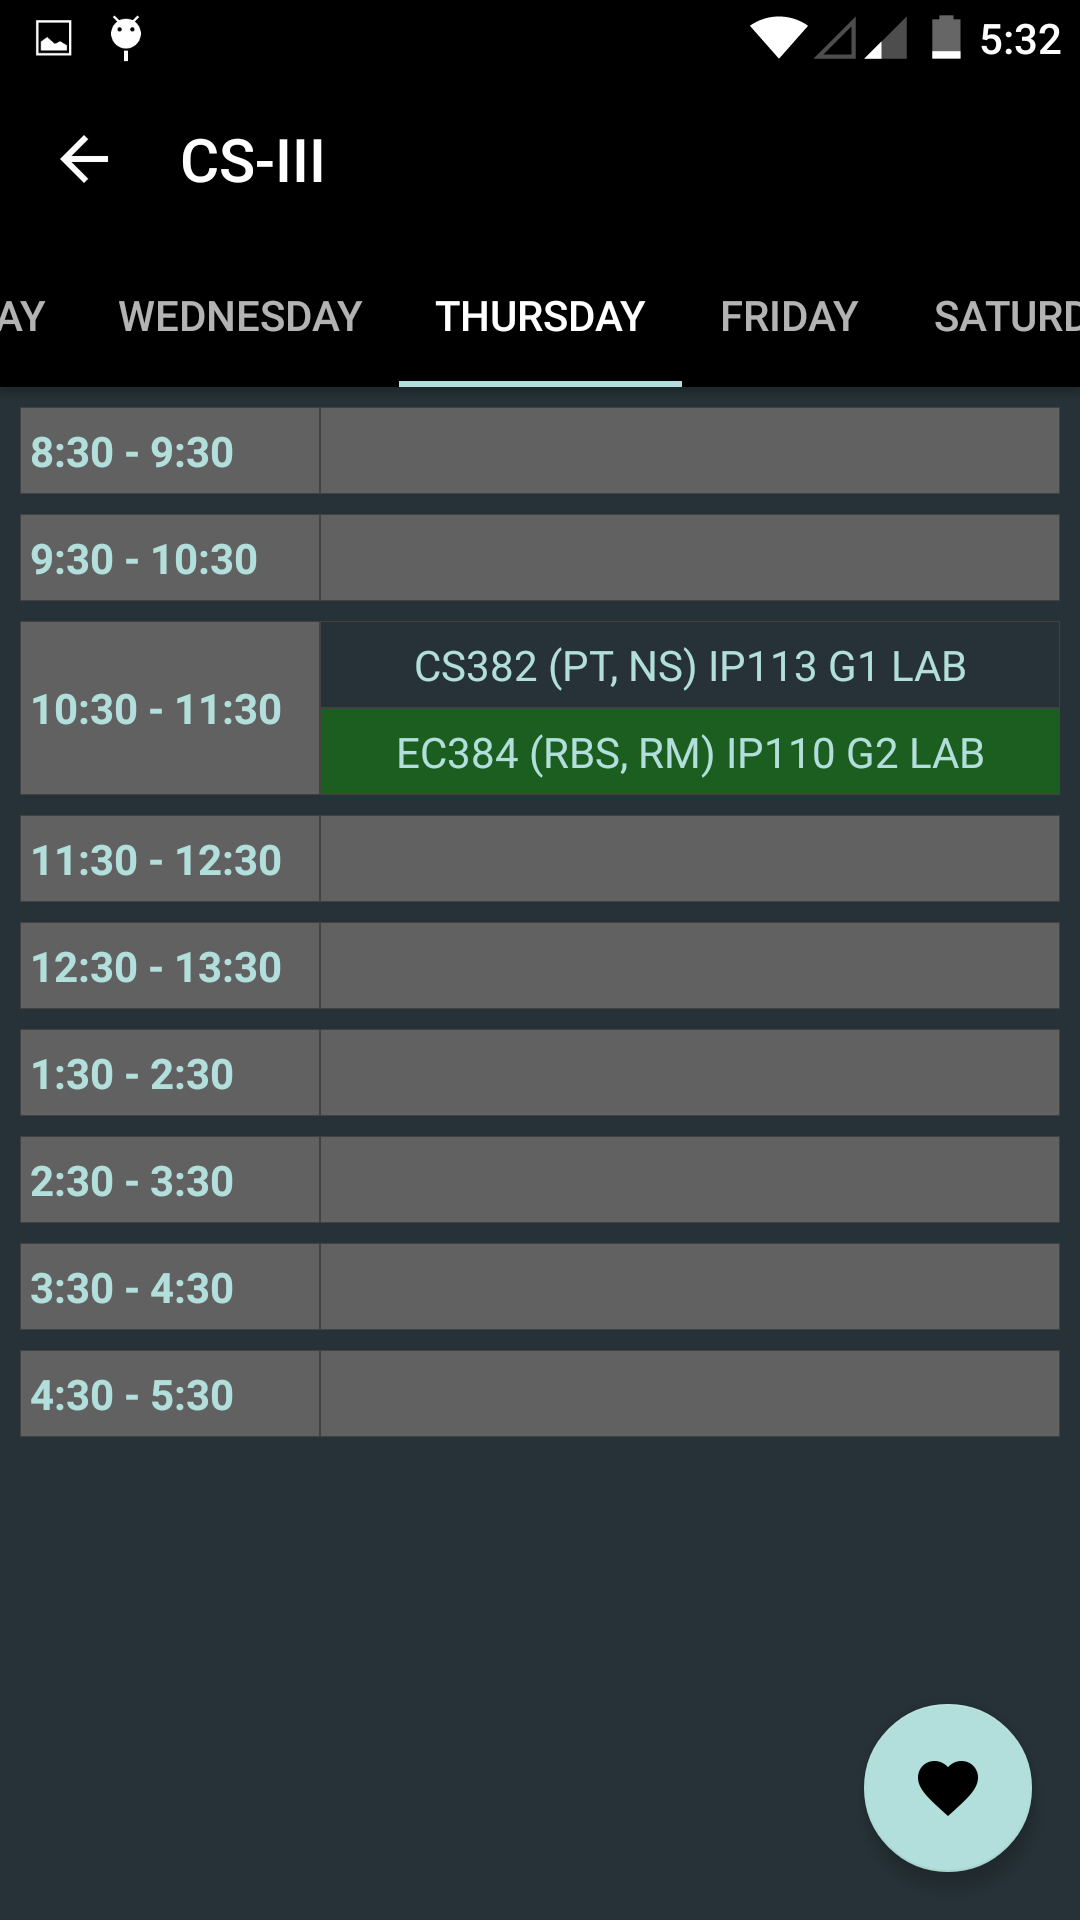 5:32
CS-III
AY WEDNESDAY THURSDAY FRIDAY SATURD
8:30 - 9:30
9:30 - 10:30
10:30 - 11:30
CS382 (PT, NS) IP113 G1 LAB
EC384 (RBS, RM) IP110 G2 LAB
11:30 - 12:30
12:30 - 13:30
1:30 - 2:30
2:30 - 3:30
3:30 - 4:30
4:30 - 5:30